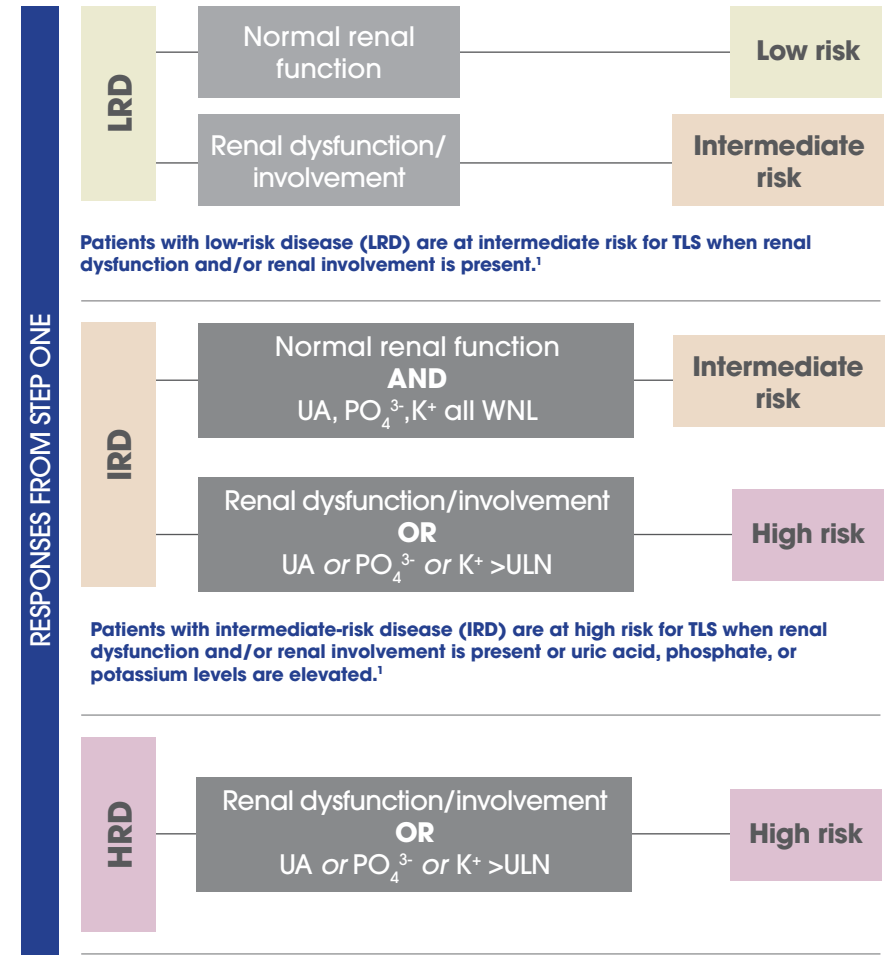 RESPONSES FROM STEP ONE
LRD
Normal renal
function
Low risk
Renal dysfunction/
involvement
Intermediate
risk
Patients with low-risk disease (LRD) are at intermediate risk for TLS when renal
dysfunction and/or renal involvement is present.¹
IRD
Normal renal function
AND
UA, PO₄³⁻,K⁺ all WNL
Intermediate
risk
Renal dysfunction/involvement
OR
UA or PO₄³⁻ or K⁺ >ULN
High risk
Patients with intermediate-risk disease (IRD) are at high risk for TLS when renal
dysfunction and/or renal involvement is present or uric acid, phosphate, or
potassium levels are elevated.¹
HRD
Renal dysfunction/involvement
OR
UA or PO₄³⁻ or K⁺ >ULN
High risk